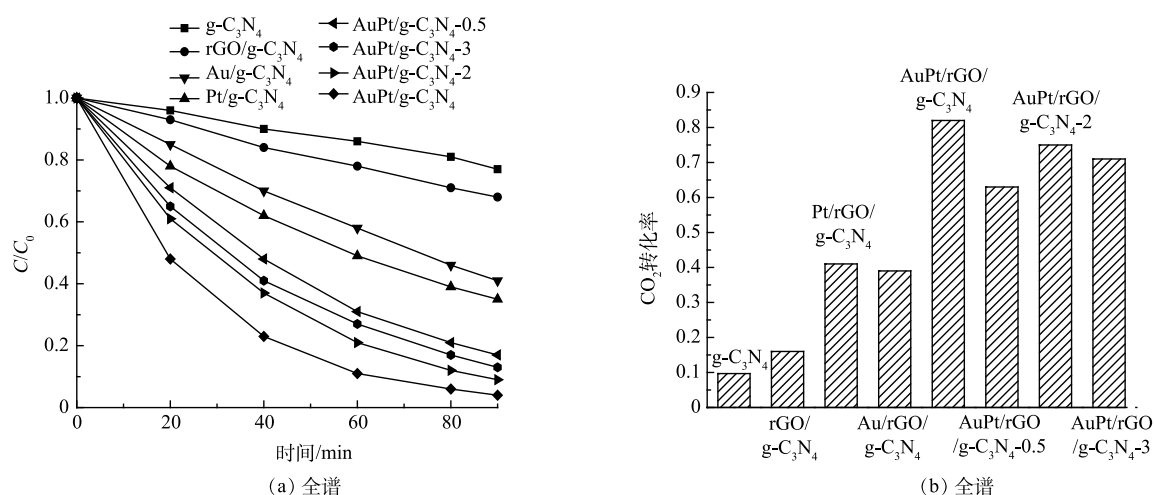 g-C₃N₄
rGO/g-C₃N₄
Au/g-C₃N₄
Pt/g-C₃N₄
AuPt/g-C₃N₄-0.5
AuPt/g-C₃N₄-3
AuPt/g-C₃N₄-2
AuPt/g-C₃N₄
1.0
0.8
0.6
0.4
0.2
0
C/C₀
0
20
40
60
80
时间/min
(a) 全谱
0.9
0.8
0.7
0.6
0.5
0.4
0.3
0.2
0.1
0
CO₂转化率
g-C₃N₄
rGO/
g-C₃N₄
Pt/rGO/
g-C₃N₄
Au/rGO/
g-C₃N₄
AuPt/rGO/
g-C₃N₄
AuPt/rGO
/g-C₃N₄-0.5
AuPt/rGO/
g-C₃N₄-2
AuPt/rGO
/g-C₃N₄-3
(b) 全谱